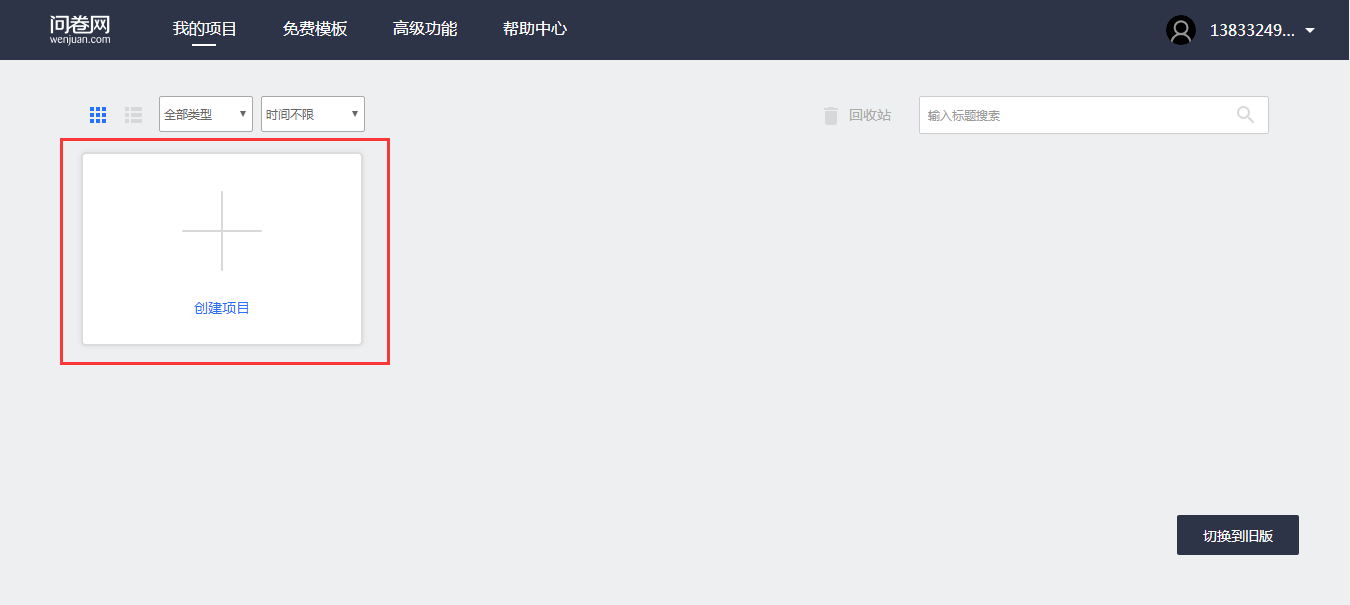 问卷网
wenjuan.com
我的项目
免费模板
高级功能
帮助中心
13833249...
全部类型
时间不限
回收站
输入标题搜索
创建项目
切换到旧版